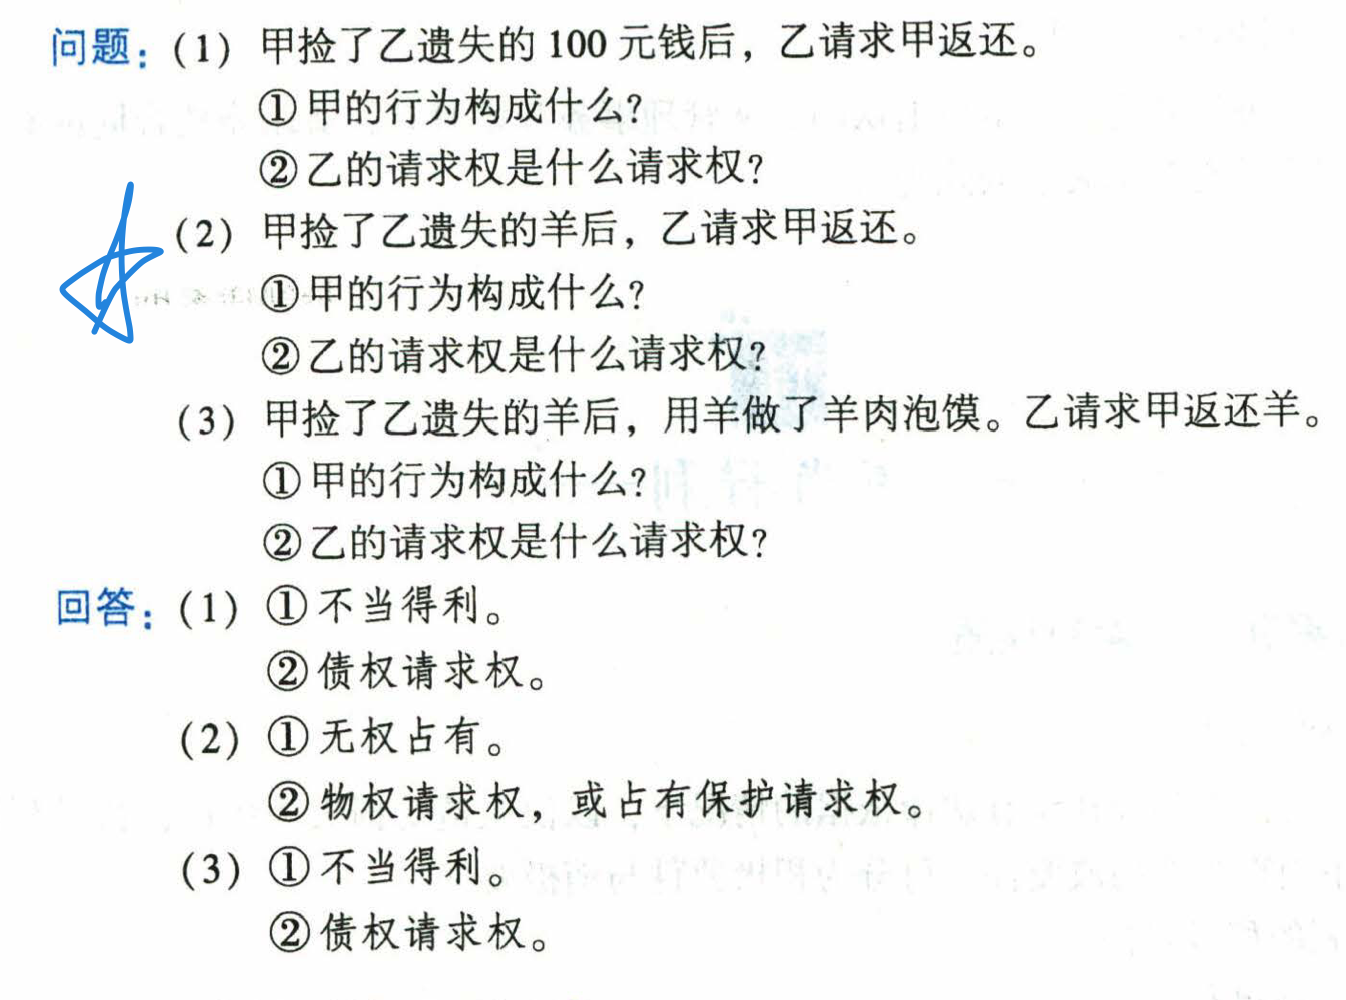 问题：（1）甲捡了乙遗失的 100 元钱后，乙请求甲返还。
①甲的行为构成什么？
②乙的请求权是什么请求权？
（2）甲捡了乙遗失的羊后，乙请求甲返还。
①甲的行为构成什么？
②乙的请求权是什么请求权？
（3）甲捡了乙遗失的羊后，用羊做了羊肉泡馍。乙请求甲返还羊。
①甲的行为构成什么？
②乙的请求权是什么请求权？
回答：（1）①不当得利。
②债权请求权。
（2）①无权占有。
②物权请求权，或占有保护请求权。
（3）①不当得利。
②债权请求权。